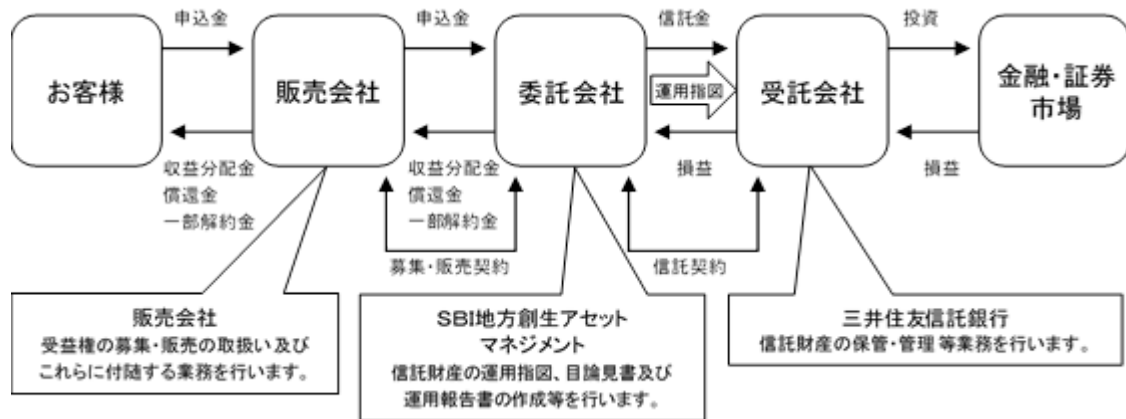 申込金
申込金
信託金
投資
お客様
販売会社
委託会社
運用指図
受託会社
金融・証券
市場
収益分配金
償還金
一部解約金
収益分配金
償還金
一部解約金
損益
損益
募集・販売契約
信託契約
販売会社
受益権の募集・販売の取扱い及び
これらに付随する業務を行います。
SBI地方創生アセット
マネジメント
信託財産の運用指図、目論見書及び
運用報告書の作成等を行います。
三井住友信託銀行
信託財産の保管・管理等業務を行います。